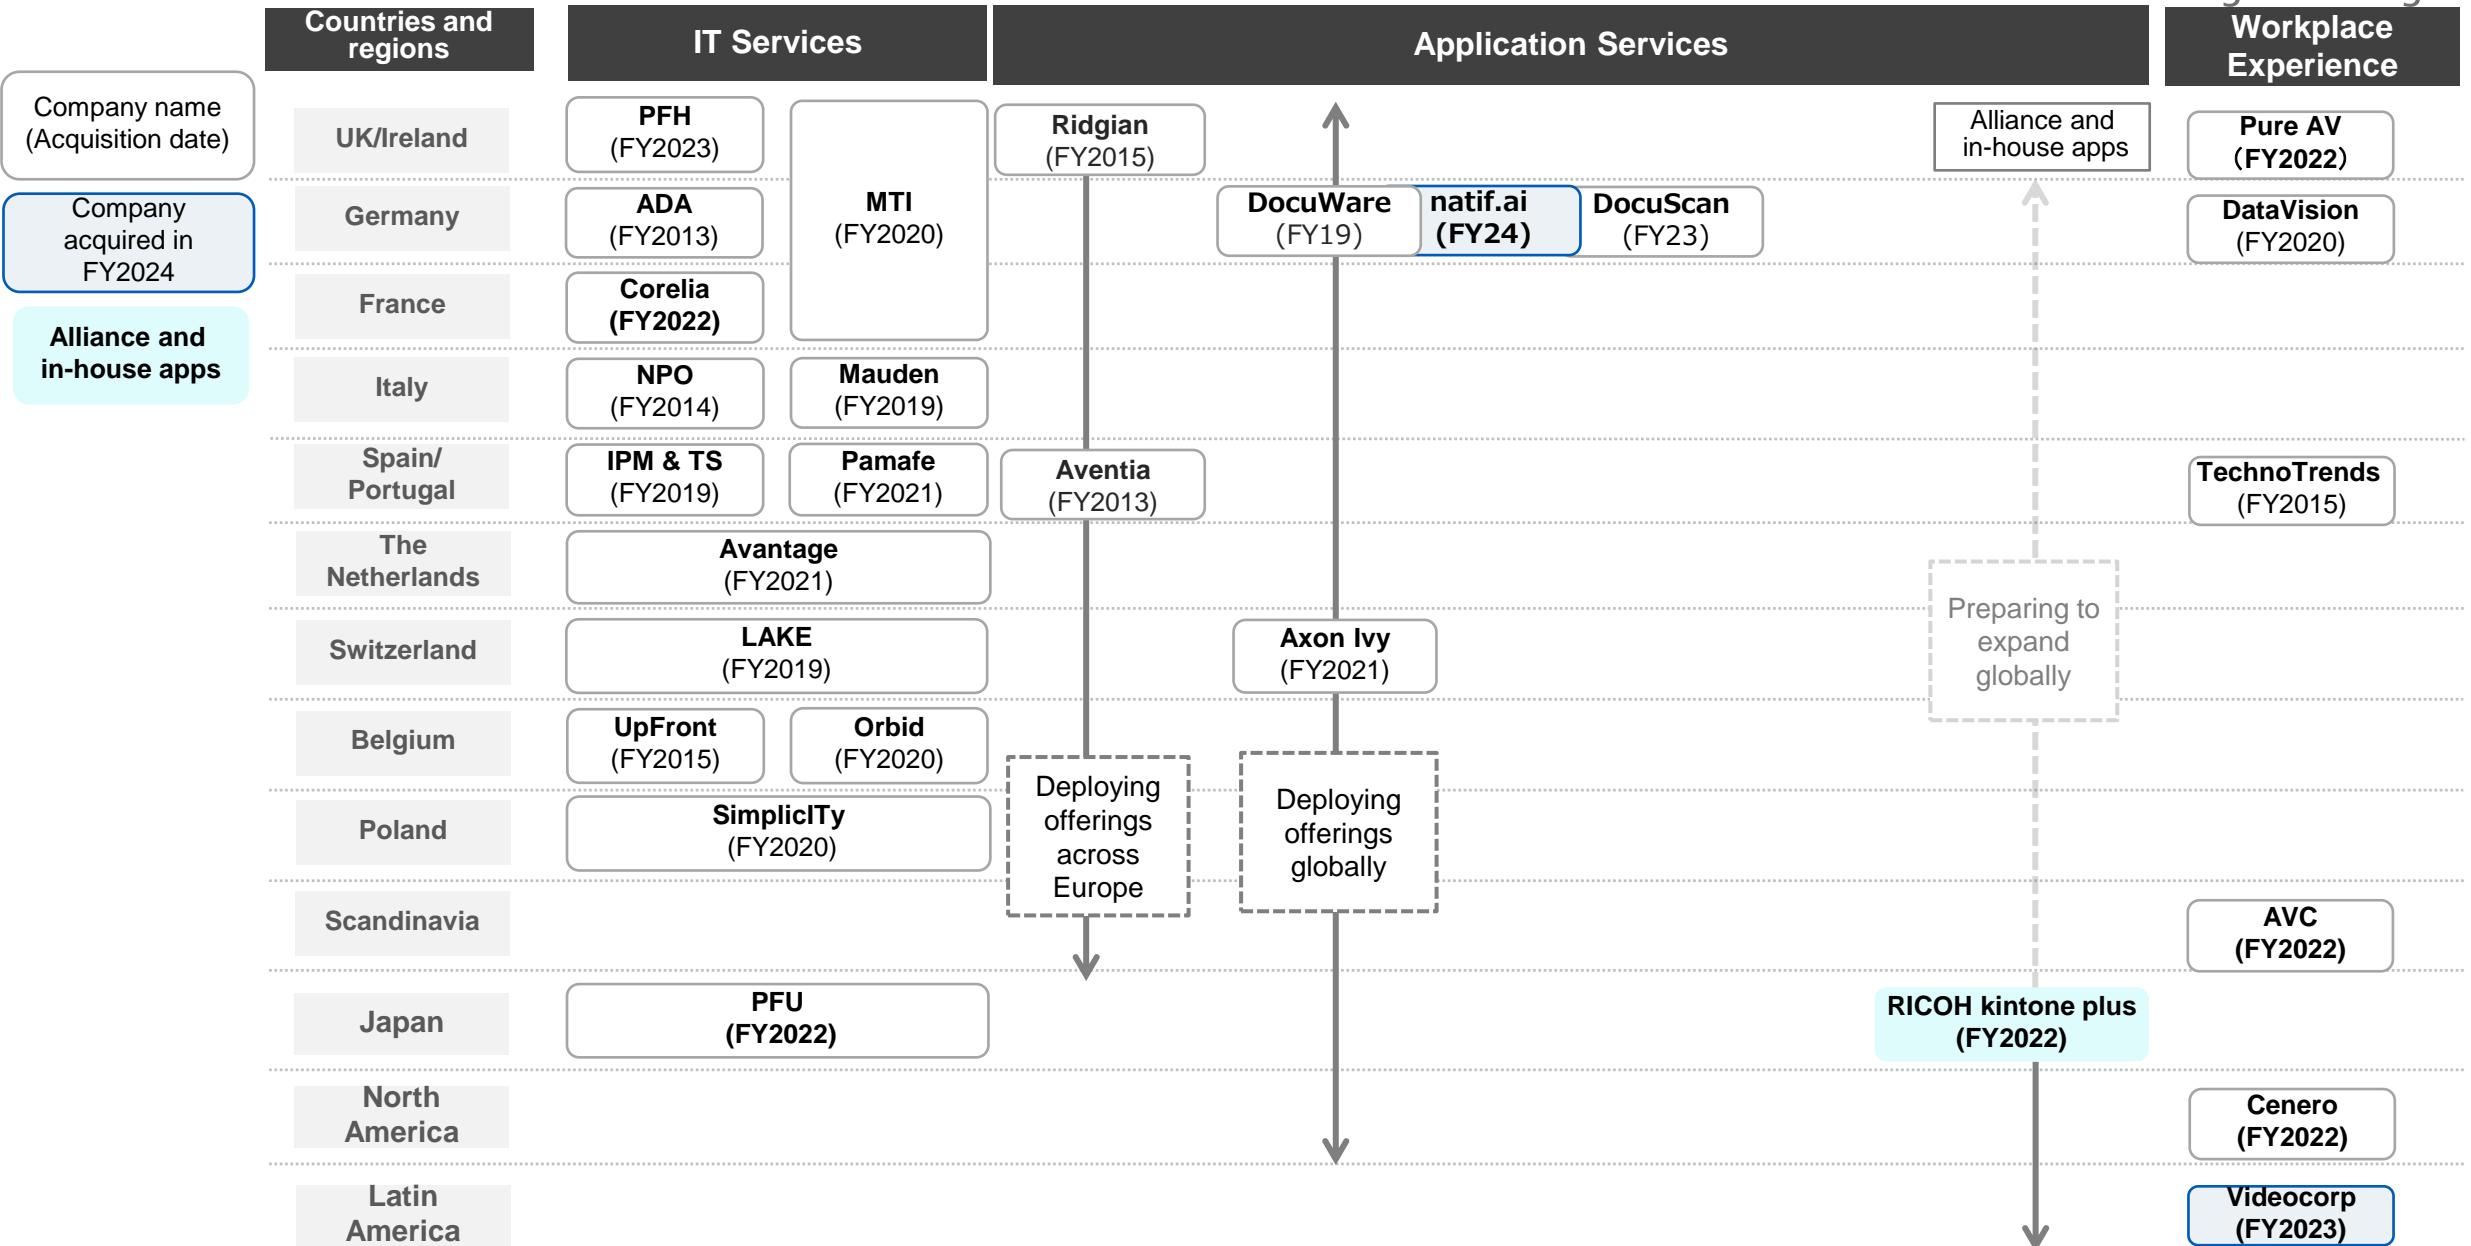 Countries and
regions
IT Services
Application Services
Workplace
Experience
Company name
(Acquisition date)
Company
acquired in
FY2024
Alliance and
in-house apps
UK/Ireland
PFH
(FY2023)
MTI
(FY2020)
Ridgian
(FY2015)
Alliance and
in-house apps
Pure AV
（FY2022）
Germany
ADA
(FY2013)
DocuWare
(FY19)
natif.ai
(FY24)
DocuScan
(FY23)
DataVision
(FY2020)
France
Corelia
(FY2022)
Italy
NPO
(FY2014)
Mauden
(FY2019)
Spain/
Portugal
IPM & TS
(FY2019)
Pamafe
(FY2021)
Aventia
(FY2013)
TechnoTrends
(FY2015)
The
Netherlands
Avantage
(FY2021)
Preparing to
expand
globally
Switzerland
LAKE
(FY2019)
Axon Ivy
(FY2021)
Belgium
UpFront
(FY2015)
Orbid
(FY2020)
Deploying
offerings
across
Europe
Deploying
offerings
globally
Poland
SimplicITy
(FY2020)
Scandinavia
AVC
(FY2022)
Japan
PFU
(FY2022)
RICOH kintone plus
(FY2022)
North
America
Cenero
(FY2022)
Latin
America
Videocorp
(FY2023)